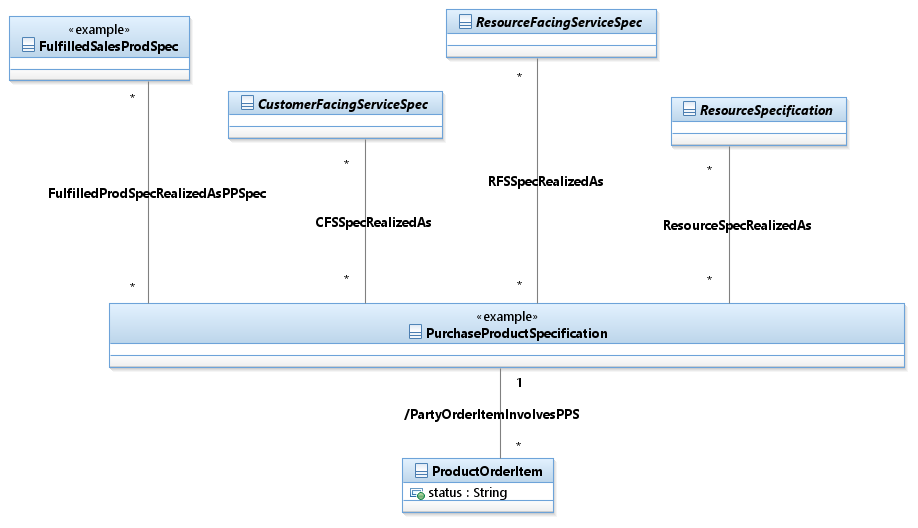 «example»
FulfilledSalesProdSpec
*
ResourceFacingServiceSpec
*
CustomerFacingServiceSpec
*
ResourceSpecification
*
FulfilledProdSpecRealizedAsPPSpec
CFSSpecRealizedAs
RFSSpecRealizedAs
ResourceSpecRealizedAs
*
*
*
*
«example»
PurchaseProductSpecification
1
/PartyOrderItemInvolvesPPS
*
ProductOrderItem
status : String